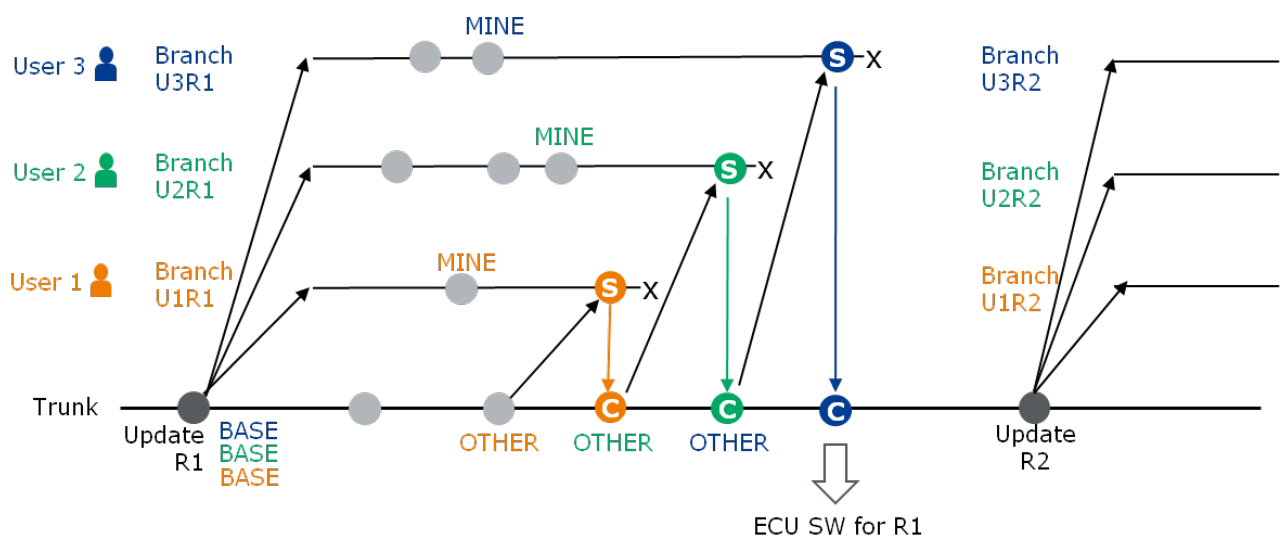 MINE
User 3
Branch
U3R1
S
X
Branch
U3R2
MINE
User 2
Branch
U2R1
S
X
Branch
U2R2
MINE
User 1
Branch
U1R1
S
X
Branch
U1R2
Trunk
C
C
C
Update
R1
BASE
BASE
BASE
OTHER
OTHER
OTHER
Update
R2
ECU SW for R1